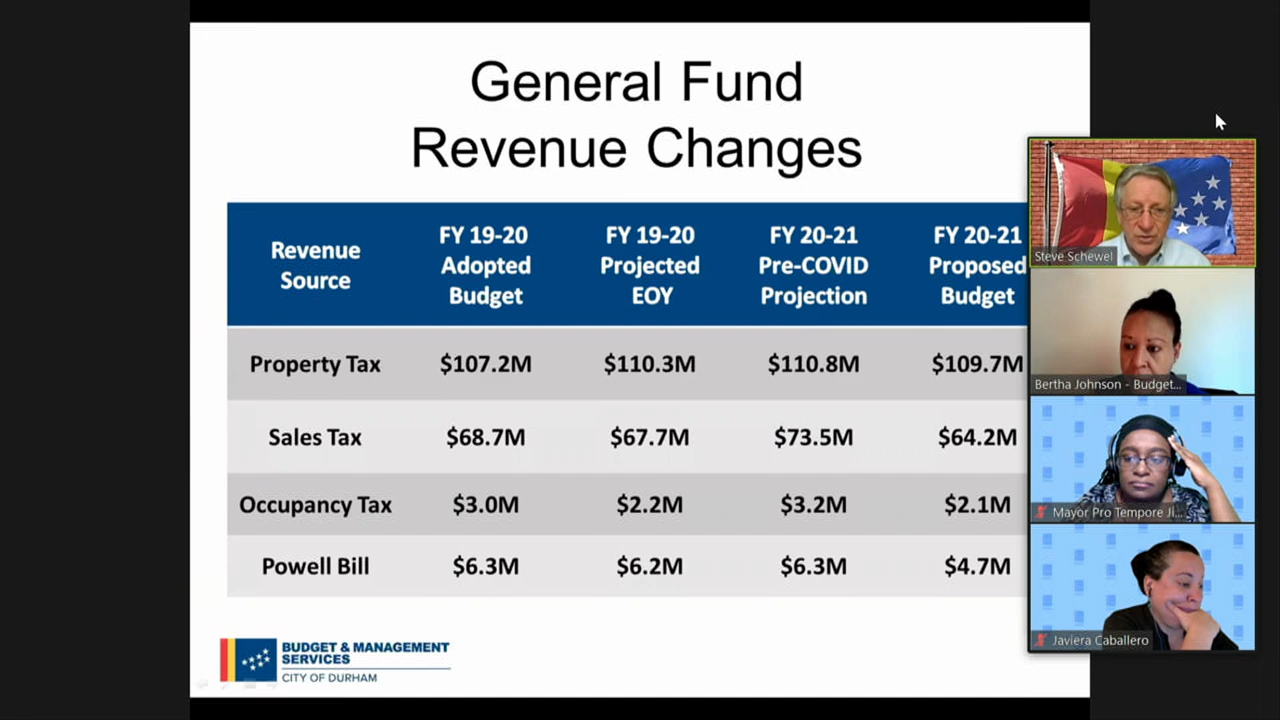 General Fund
Revenue Changes
Revenue
Source
FY 19-20
Adopted
Budget
FY 19-20
Projected
EOY
FY 20-21
Pre-COVID
Projection
FY 20-21
Proposed
Budget
Property Tax $107.2M $110.3M $110.8M $109.7M
Sales Tax $68.7M $67.7M $73.5M $64.2M
Occupancy Tax $3.0M $2.2M $3.2M $2.1M
Powell Bill $6.3M $6.2M $6.3M $4.7M
BUDGET & MANAGEMENT
SERVICES
CITY OF DURHAM
Steve Schewel
Bertha Johnson - Budget...
Mayor Pro Tempore Ji...
Javiera Caballero